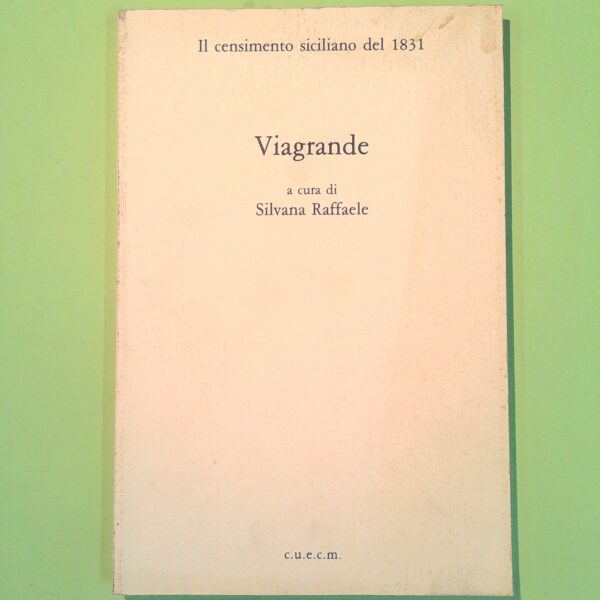 Il censimento siciliano del 1831
Viagrande
a cura di
Silvana Raffaele
c.u.e.c.m.